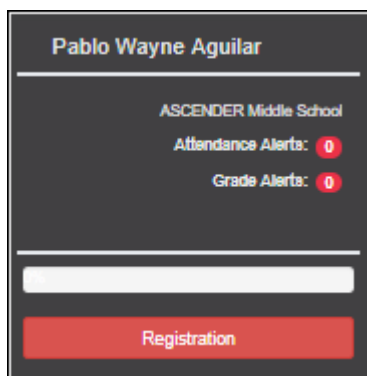 Pablo Wayne Aguilar
ASCENDER Middle School
Attendance Alerts: 0
Grade Alerts: 0
Registration